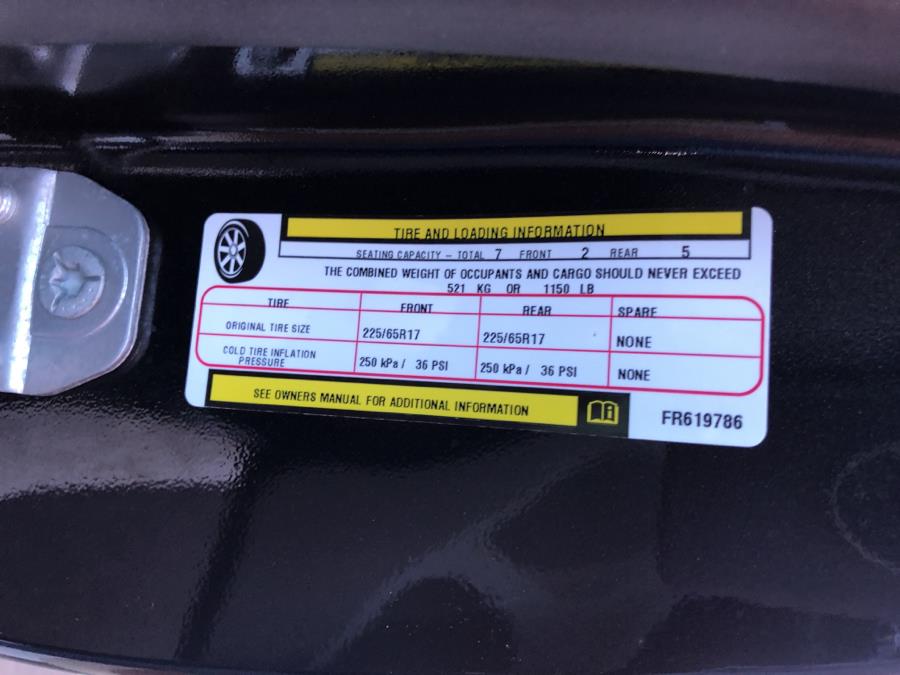 TIRE AND LOADING INFORMATION
SEATING CAPACITY – TOTAL 7 FRONT 2 REAR 5
THE COMBINED WEIGHT OF OCCUPANTS AND CARGO SHOULD NEVER EXCEED
521 KG OR 1150 LB
TIRE FRONT REAR SPARE
ORIGINAL TIRE SIZE 225/65R17 225/65R17 NONE
COLD TIRE INFLATION PRESSURE 250 kPa / 36 PSI 250 kPa / 36 PSI NONE
SEE OWNERS MANUAL FOR ADDITIONAL INFORMATION
FR619786